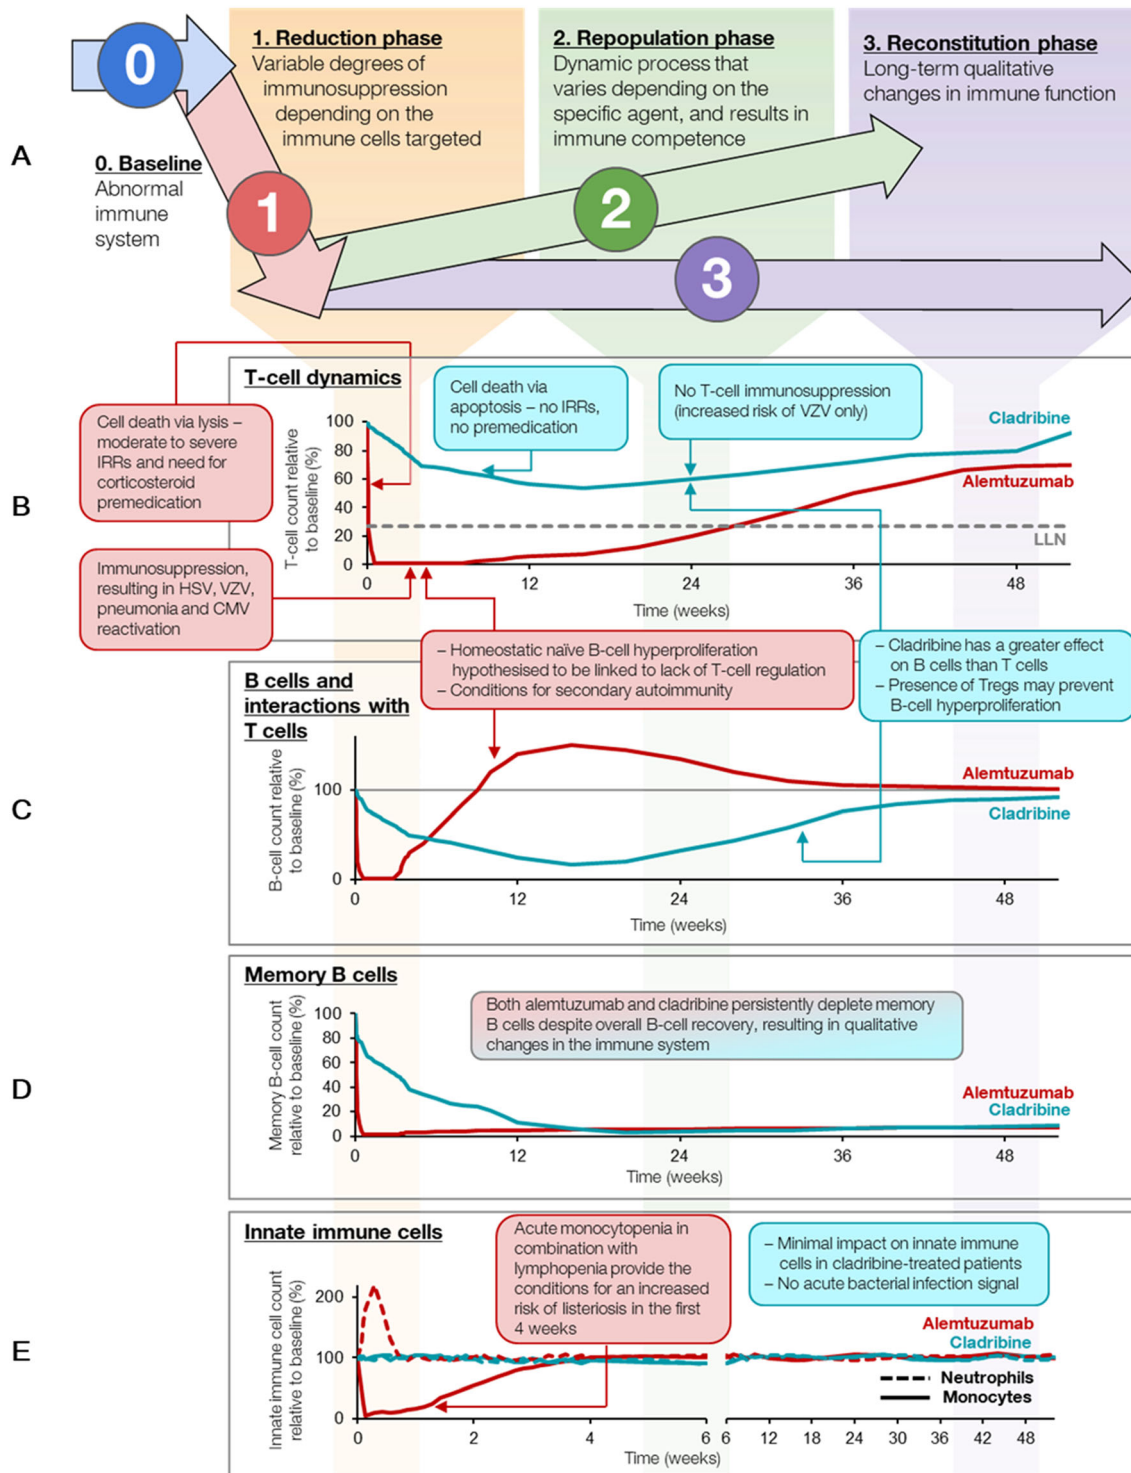 A
0
1
2
3
0. Baseline
Abnormal
immune
system
1. Reduction phase
Variable degrees of
immunosuppression
depending on the
immune cells targeted
2. Repopulation phase
Dynamic process that
varies depending on the
specific agent, and results in
immune competence
3. Reconstitution phase
Long-term qualitative
changes in immune function
B
T-cell dynamics
T-cell count relative
to baseline (%)
100
80
60
40
20
0
0
12
24
36
48
Time (weeks)
Cladribine
Alemtuzumab
LLN
Cell death via lysis –
moderate to severe
IRRs and need for
corticosteroid
premedication
Immunosuppression,
resulting in HSV, VZV,
pneumonia and CMV
reactivation
Cell death via
apoptosis – no IRRs,
no premedication
No T-cell immunosuppression
(increased risk of VZV only)
– Homeostatic naïve B-cell hyperproliferation
hypothesised to be linked to lack of T-cell regulation
– Conditions for secondary autoimmunity
– Cladribine has a greater effect
on B cells than T cells
– Presence of Tregs may prevent
B-cell hyperproliferation
C
B cells and
interactions with
T cells
B-cell count relative
to baseline (%)
100
0
0
12
24
36
48
Time (weeks)
Alemtuzumab
Cladribine
D
Memory B cells
Memory B-cell count
relative to baseline (%)
100
80
60
40
20
0
0
12
24
36
48
Time (weeks)
Both alemtuzumab and cladribine persistently deplete memory
B cells despite overall B-cell recovery, resulting in qualitative
changes in the immune system
Alemtuzumab
Cladribine
E
Innate immune cells
Innate immune cell count
relative to baseline (%)
200
100
0
0
2
4
6
6
12
18
24
30
36
42
48
Time (weeks)
Acute monocytopenia in
combination with
lymphopenia provide the
conditions for an increased
risk of listeriosis in the first
4 weeks
– Minimal impact on innate immune
cells in cladribine-treated patients
– No acute bacterial infection signal
Alemtuzumab
Cladribine
Neutrophils
Monocytes